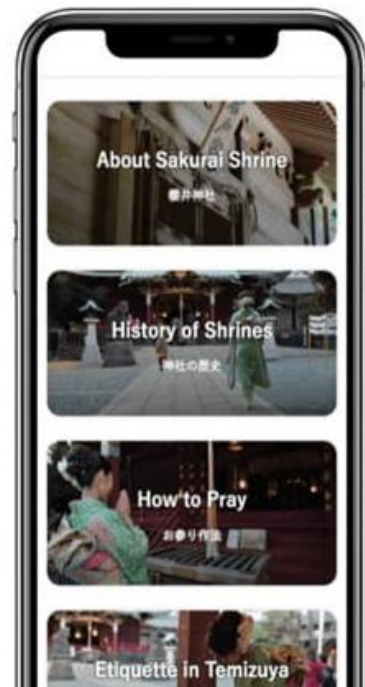 About Sakurai Shrine
櫻井神社
History of Shrines
神社の歴史
How to Pray
お参り作法
Etiquette in Temizuya